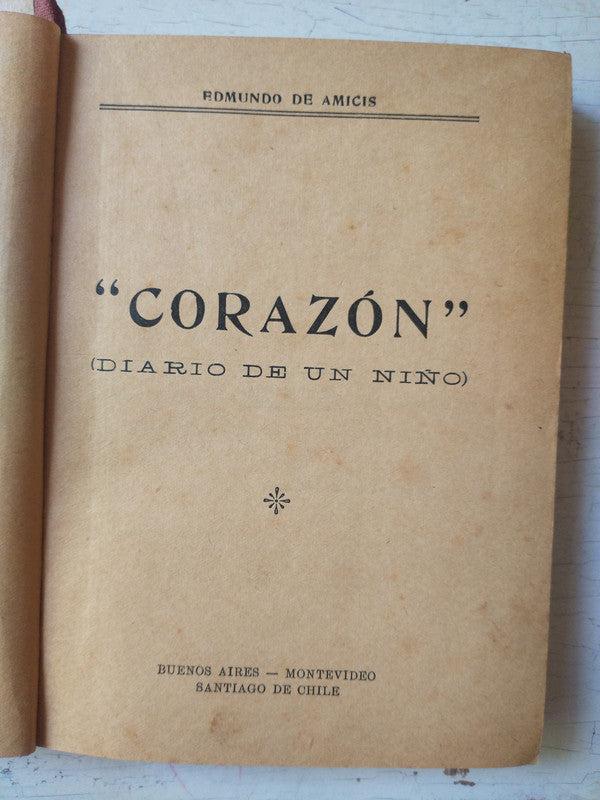 EDMUNDO DE AMICIS
“CORAZÓN”
(DIARIO DE UN NIÑO)
BUENOS AIRES — MONTEVIDEO
SANTIAGO DE CHILE